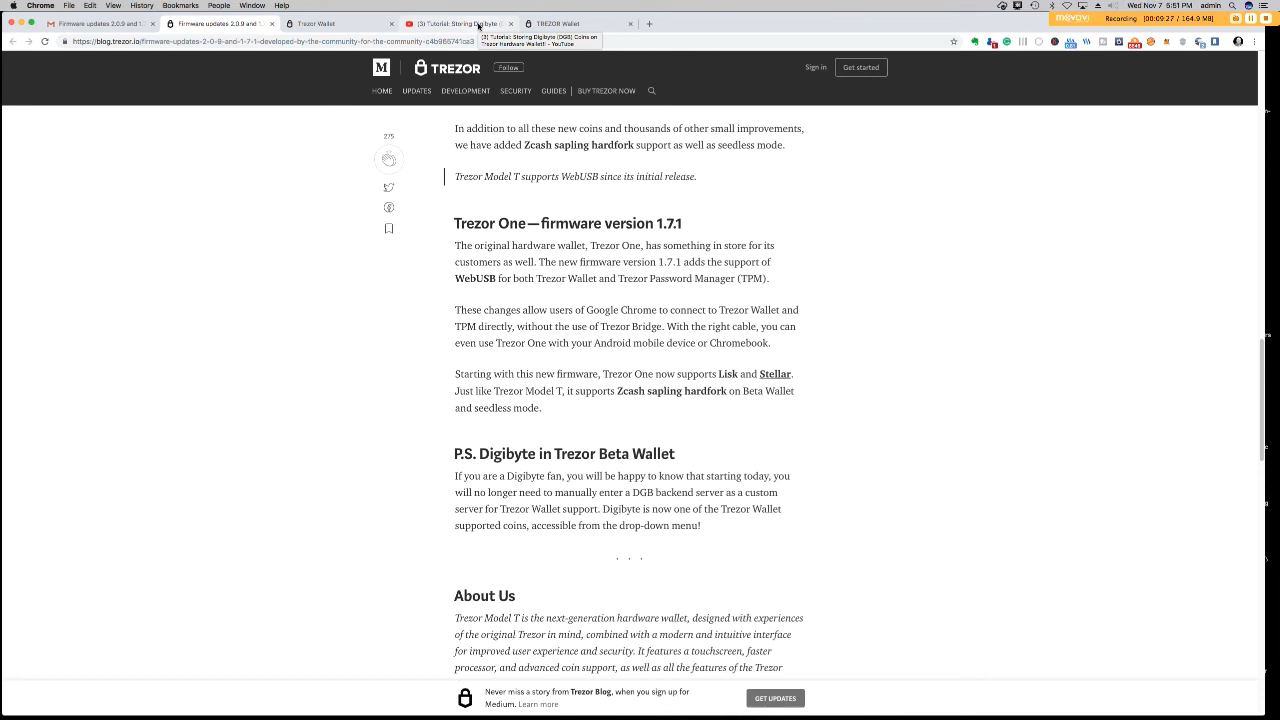 Chrome File Edit View History Bookmarks People Window Help
Wed Nov 7 5:51 PM admin
Recording (00:09:27 / 164.9 MB)
Firmware updates 2.0.9 and 1
Firmware updates 2.0.9 and 1.
Trezor Wallet
(3) Tutorial: Storing Digibyte (
TREZOR Wallet
https://blog.trezor.io/firmware-updates-2-0-9-and-1-7-1-developed-by-the-community-for-the-community-c4b965741ca3
(3) Tutorial: Storing Digibyte (DGB) Coins on
Trezor Hardware Wallet! - YouTube
M TREZOR Follow
Sign in Get started
HOME UPDATES DEVELOPMENT SECURITY GUIDES BUY TREZOR NOW
In addition to all these new coins and thousands of other small improvements,
we have added Zcash sapling hardfork support as well as seedless mode.
275
Trezor Model T supports WebUSB since its initial release.
Trezor One—firmware version 1.7.1
The original hardware wallet, Trezor One, has something in store for its
customers as well. The new firmware version 1.7.1 adds the support of
WebUSB for both Trezor Wallet and Trezor Password Manager (TPM).
These changes allow users of Google Chrome to connect to Trezor Wallet and
TPM directly, without the use of Trezor Bridge. With the right cable, you can
even use Trezor One with your Android mobile device or Chromebook.
Starting with this new firmware, Trezor One now supports Lisk and Stellar.
Just like Trezor Model T, it supports Zcash sapling hardfork on Beta Wallet
and seedless mode.
P.S. Digibyte in Trezor Beta Wallet
If you are a Digibyte fan, you will be happy to know that starting today, you
will no longer need to manually enter a DGB backend server as a custom
server for Trezor Wallet support. Digibyte is now one of the Trezor Wallet
supported coins, accessible from the drop-down menu!
. . .
About Us
Trezor Model T is the next-generation hardware wallet, designed with experiences
of the original Trezor in mind, combined with a modern and intuitive interface
for improved user experience and security. It features a touchscreen, faster
processor, and advanced coin support, as well as all the features of the Trezor
Never miss a story from Trezor Blog, when you sign up for
Medium. Learn more
GET UPDATES